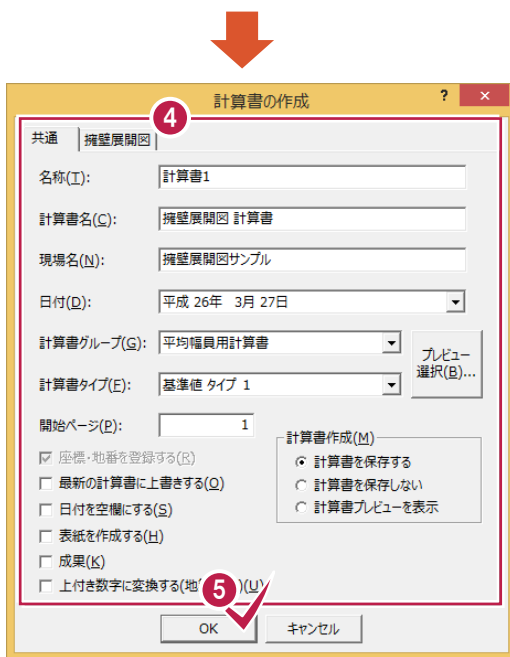 計算書の作成
? ×
4
共通 擁壁展開図
名称(T): 計算書1
計算書名(C): 擁壁展開図 計算書
現場名(N): 擁壁展開図サンプル
日付(D): 平成 26年 3月 27日
計算書グループ(G): 平均幅員用計算書
プレビュー
選択(B)...
計算書タイプ(F): 基準値 タイプ 1
開始ページ(P): 1
計算書作成(M)
座標・地番を登録する(R)
計算書を保存する
最新の計算書に上書きする(O)
計算書を保存しない
日付を空欄にする(S)
計算書プレビューを表示
表紙を作成する(H)
成果(K)
上付き数字に変換する(地 )(U)
5
OK キャンセル